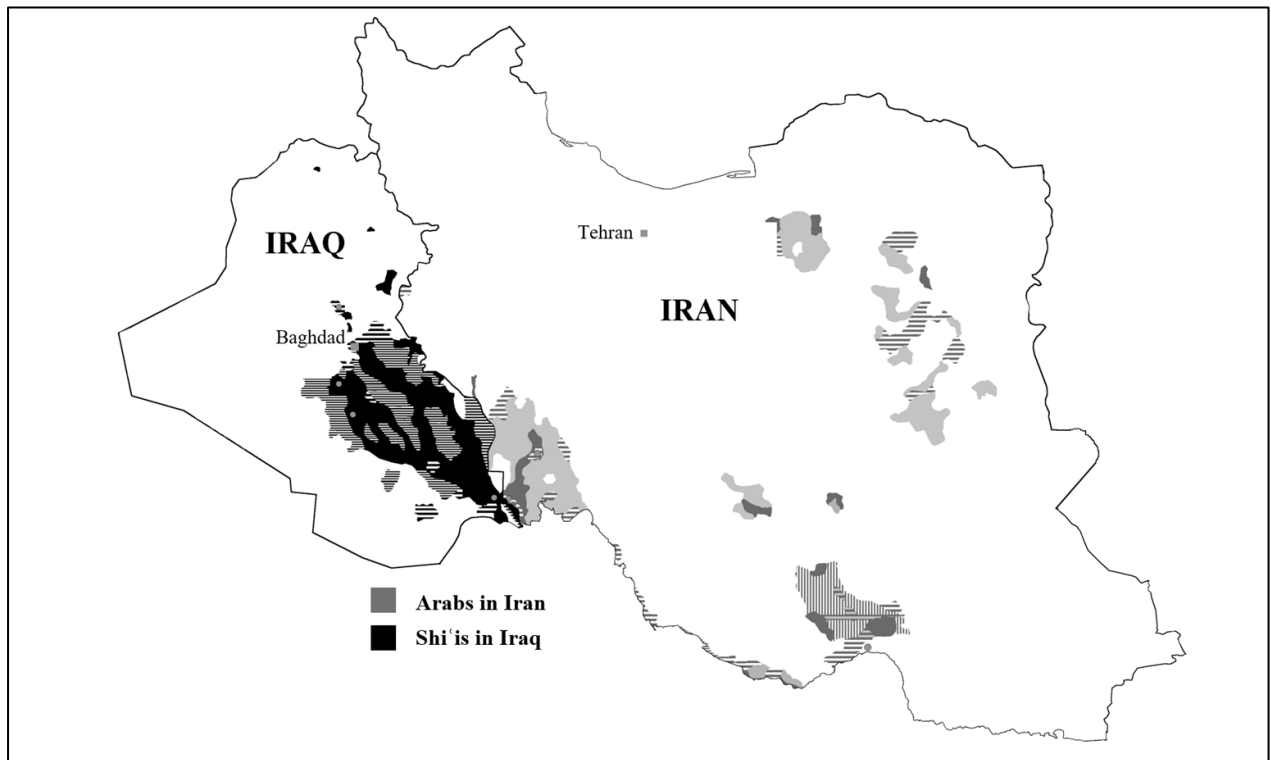 Tehran
IRAQ
IRAN
Baghdad
Arabs in Iran
Shiʿis in Iraq